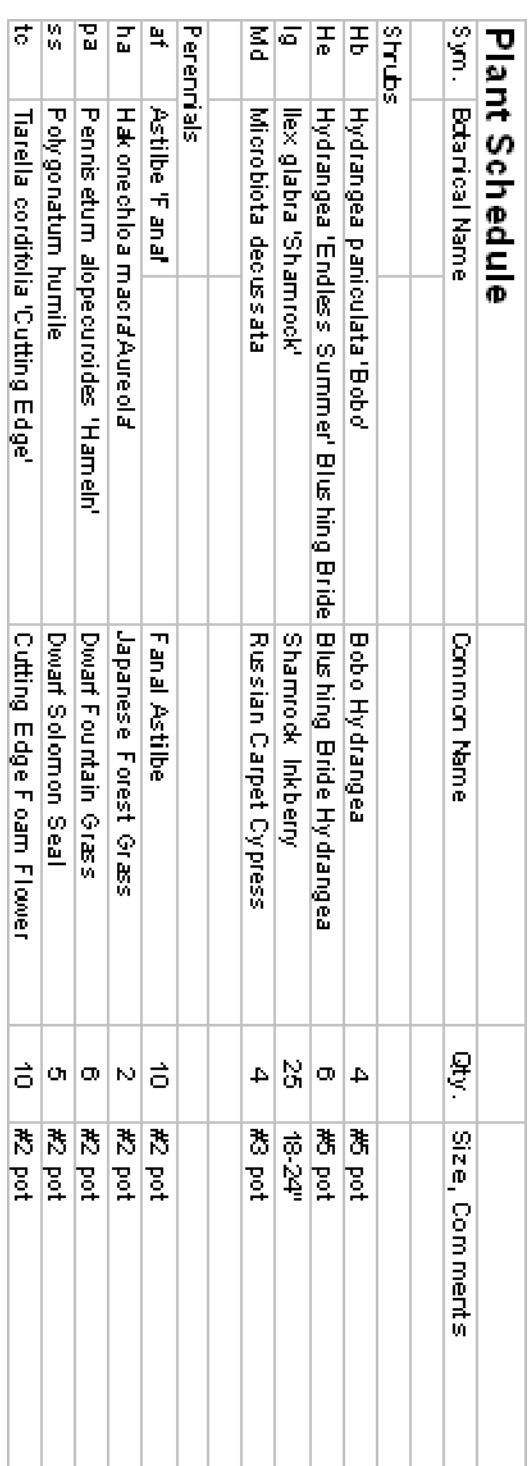 Plant Schedule
Sym. Botanical Name Common Name Qty. Size, Comments
Shrubs
Hb Hydrangea paniculata 'Bobo' Bobo Hydrangea 4 #5 pot
He Hydrangea 'Endless Summer' Blushing Bride Blushing Bride Hydrangea 6 #5 pot
Ig Ilex glabra 'Shamrock' Shamrock Inkberry 25 18-24"
Md Microbiota decussata Russian Carpet Cypress 4 #3 pot
Perennials
af Astilbe 'Fanal' Fanal Astilbe 10 #2 pot
ha Hakonechloa macra'Aureola' Japanese Forest Grass 2 #2 pot
pa Pennisetum alopecuroides 'Hameln' Dwarf Fountain Grass 6 #2 pot
ss Polygonatum humile Dwarf Solomon Seal 5 #2 pot
tc Tiarella cordifolia 'Cutting Edge' Cutting Edge Foam Flower 10 #2 pot